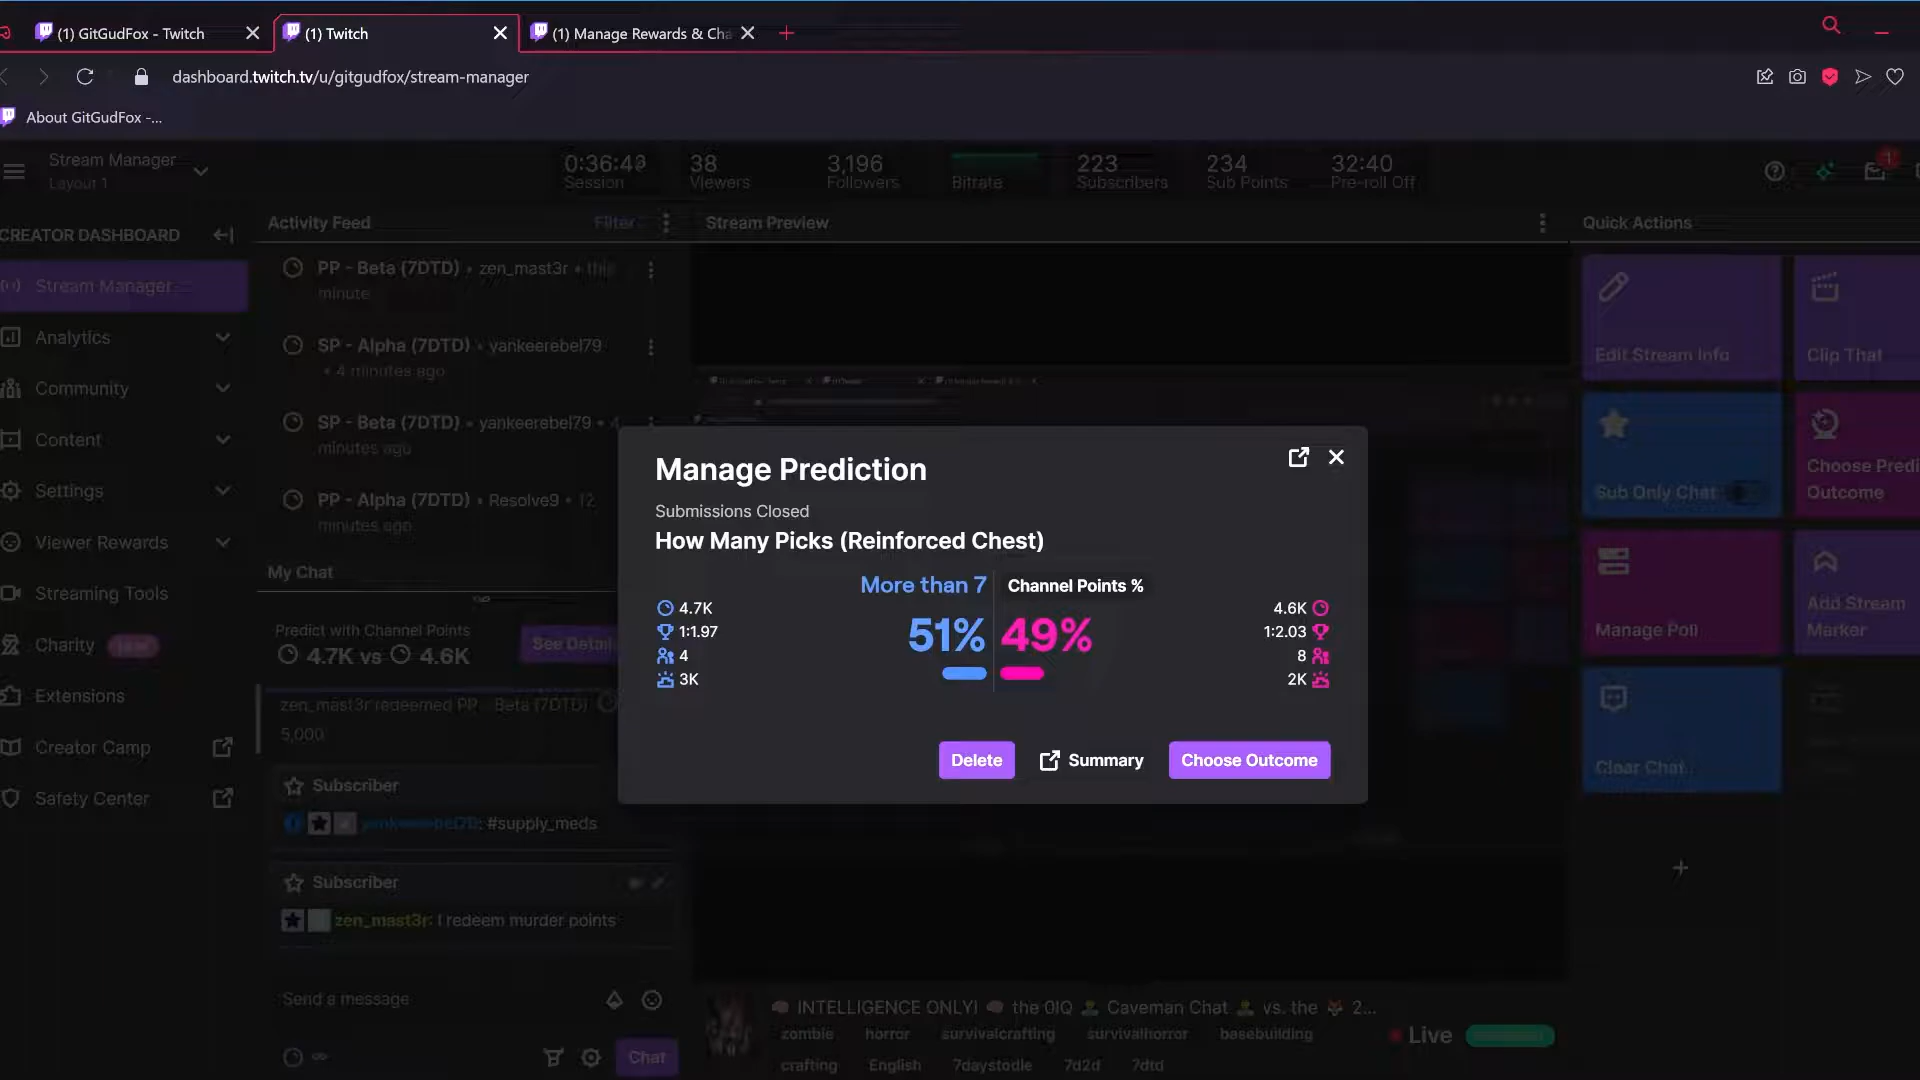 (1) GitGudFox - Twitch
(1) Twitch
(1) Manage Rewards & Cha
dashboard.twitch.tv/u/gitgudfox/stream-manager
About GitGudFox -...
Stream Manager
Layout 1
0:36:43
Session
38
Viewers
3,196
Followers
Bitrate
223
Subscribers
234
Sub Points
32:40
Pre-roll Off
1
CREATOR DASHBOARD
Stream Manager
Analytics
Community
Content
Settings
Viewer Rewards
Streaming Tools
Charity
Extensions
Creator Camp
Safety Center
Activity Feed
Filter
PP - Beta (7DTD) • zen_mast3r • this
minute
SP - Alpha (7DTD) • yankeerebel79
• 4 minutes ago
SP - Beta (7DTD) • yankeerebel79 • 4
minutes ago
PP - Alpha (7DTD) • Resolve9 • 12
minutes ago
My Chat
Predict with Channel Points
4.7K vs 4.6K
See Detail
zen_mast3r redeemed PP - Beta (7DTD)
5,000
Subscriber
yankeerebel79: #supply_meds
Subscriber
zen_mast3r: I redeem murder points
Send a message
Chat
Stream Preview
Manage Prediction
Submissions Closed
How Many Picks (Reinforced Chest)
More than 7
Channel Points %
4.7K
1:1.97
4
3K
51%
49%
4.6K
1:2.03
8
2K
Delete
Summary
Choose Outcome
INTELLIGENCE ONLY! the 0IQ Caveman Chat vs. the 2...
zombie horror survivalcrafting survivalhorror basebuilding
crafting English 7daystodie 7d2d 7dtd
Live
Quick Actions
Edit Stream Info
Clip That
Sub Only Chat
Choose Predi
Outcome
Manage Poll
Add Stream
Marker
Clear Chat